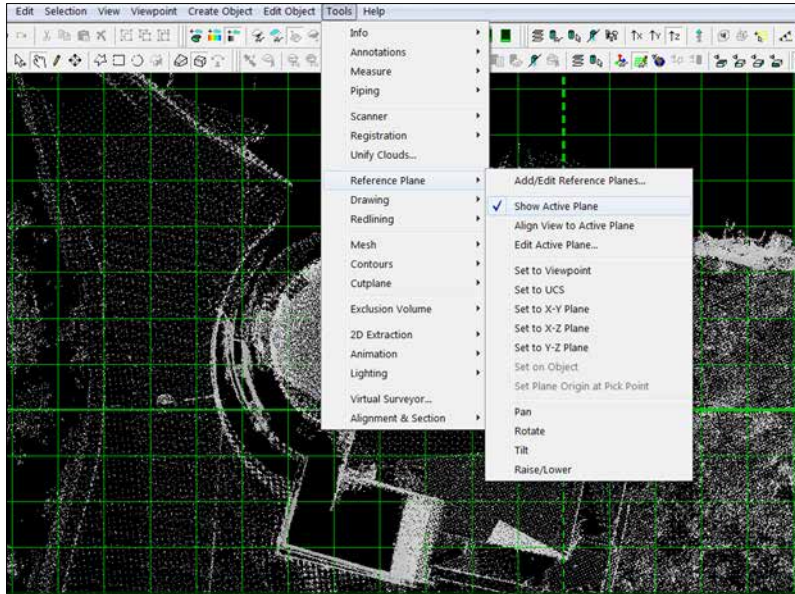 Edit Selection View Viewpoint Create Object Edit Object Tools Help
Info
Annotations
Measure
Piping
Scanner
Registration
Unify Clouds...
Reference Plane
Drawing
Redlining
Mesh
Contours
Cutplane
Exclusion Volume
2D Extraction
Animation
Lighting
Virtual Surveyor...
Alignment & Section
Add/Edit Reference Planes...
Show Active Plane
Align View to Active Plane
Edit Active Plane...
Set to Viewpoint
Set to UCS
Set to X-Y Plane
Set to X-Z Plane
Set to Y-Z Plane
Set on Object
Set Plane Origin at Pick Point
Pan
Rotate
Tilt
Raise/Lower